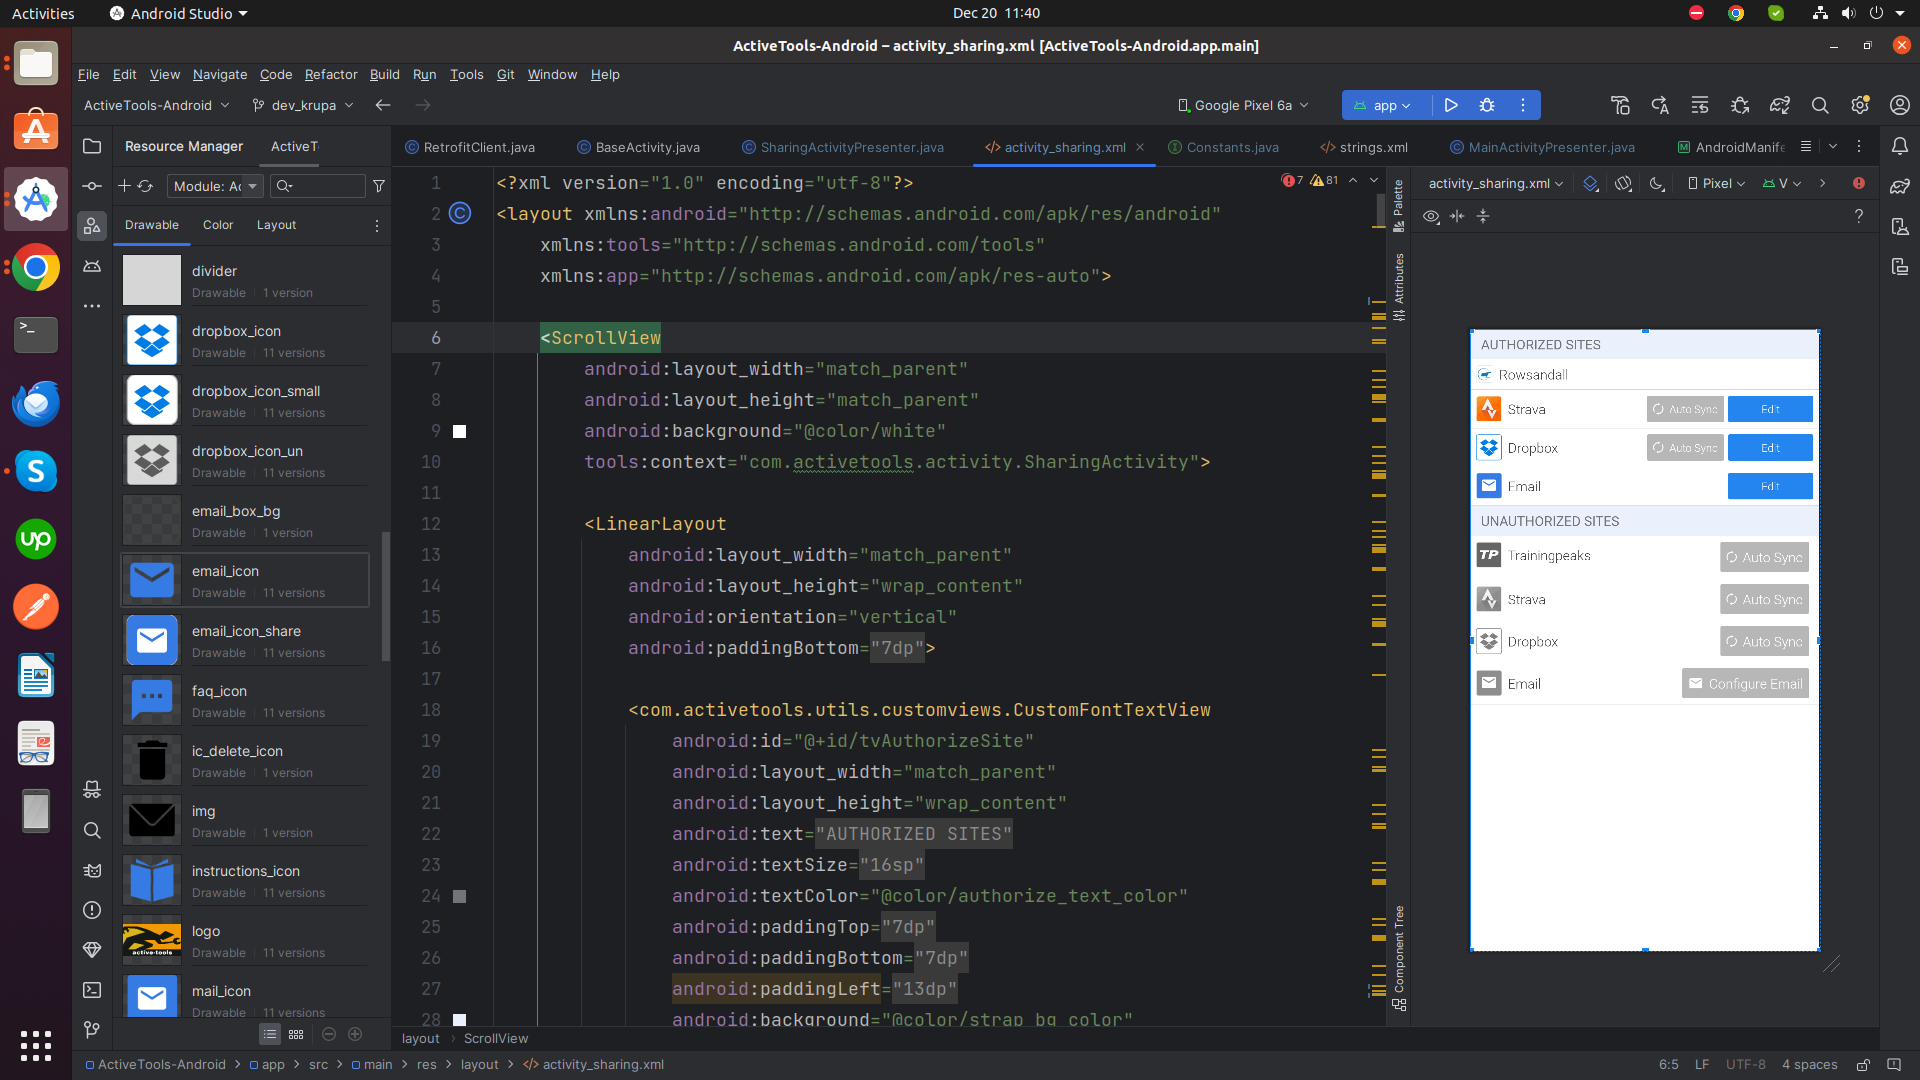 Activities
Android Studio
Dec 20 11:40
ActiveTools-Android – activity_sharing.xml [ActiveTools-Android.app.main]
File Edit View Navigate Code Refactor Build Run Tools Git Window Help
ActiveTools-Android
dev_krupa
Google Pixel 6a
app
Resource Manager
ActiveT
RetrofitClient.java
BaseActivity.java
SharingActivityPresenter.java
activity_sharing.xml
Constants.java
strings.xml
MainActivityPresenter.java
AndroidManife
Module: Ac
Drawable
Color
Layout
divider
Drawable 1 version
dropbox_icon
Drawable 11 versions
dropbox_icon_small
Drawable 11 versions
dropbox_icon_un
Drawable 11 versions
email_box_bg
Drawable 1 version
email_icon
Drawable 11 versions
email_icon_share
Drawable 11 versions
faq_icon
Drawable 11 versions
ic_delete_icon
Drawable 1 version
img
Drawable 1 version
instructions_icon
Drawable 11 versions
logo
active-tools
Drawable 11 versions
mail_icon
Drawable 11 versions
7 81
1 <?xml version="1.0" encoding="utf-8"?>
2 <layout xmlns:android="http://schemas.android.com/apk/res/android"
3 xmlns:tools="http://schemas.android.com/tools"
4 xmlns:app="http://schemas.android.com/apk/res-auto">
5
6 <ScrollView
7 android:layout_width="match_parent"
8 android:layout_height="match_parent"
9 android:background="@color/white"
10 tools:context="com.activetools.activity.SharingActivity">
11
12 <LinearLayout
13 android:layout_width="match_parent"
14 android:layout_height="wrap_content"
15 android:orientation="vertical"
16 android:paddingBottom="7dp">
17
18 <com.activetools.utils.customviews.CustomFontTextView
19 android:id="@+id/tvAuthorizeSite"
20 android:layout_width="match_parent"
21 android:layout_height="wrap_content"
22 android:text="AUTHORIZED SITES"
23 android:textSize="16sp"
24 android:textColor="@color/authorize_text_color"
25 android:paddingTop="7dp"
26 android:paddingBottom="7dp"
27 android:paddingLeft="13dp"
28 android:background="@color/strap_bg_color"
Palette
Attributes
Component Tree
activity_sharing.xml
Pixel
V
?
AUTHORIZED SITES
Rowsandall
Strava Auto Sync Edit
Dropbox Auto Sync Edit
Email Edit
UNAUTHORIZED SITES
TP Trainingpeaks Auto Sync
Strava Auto Sync
Dropbox Auto Sync
Email Configure Email
layout
ScrollView
ActiveTools-Android
app
src
main
res
layout
activity_sharing.xml
6:5
LF
UTF-8
4 spaces
up
S